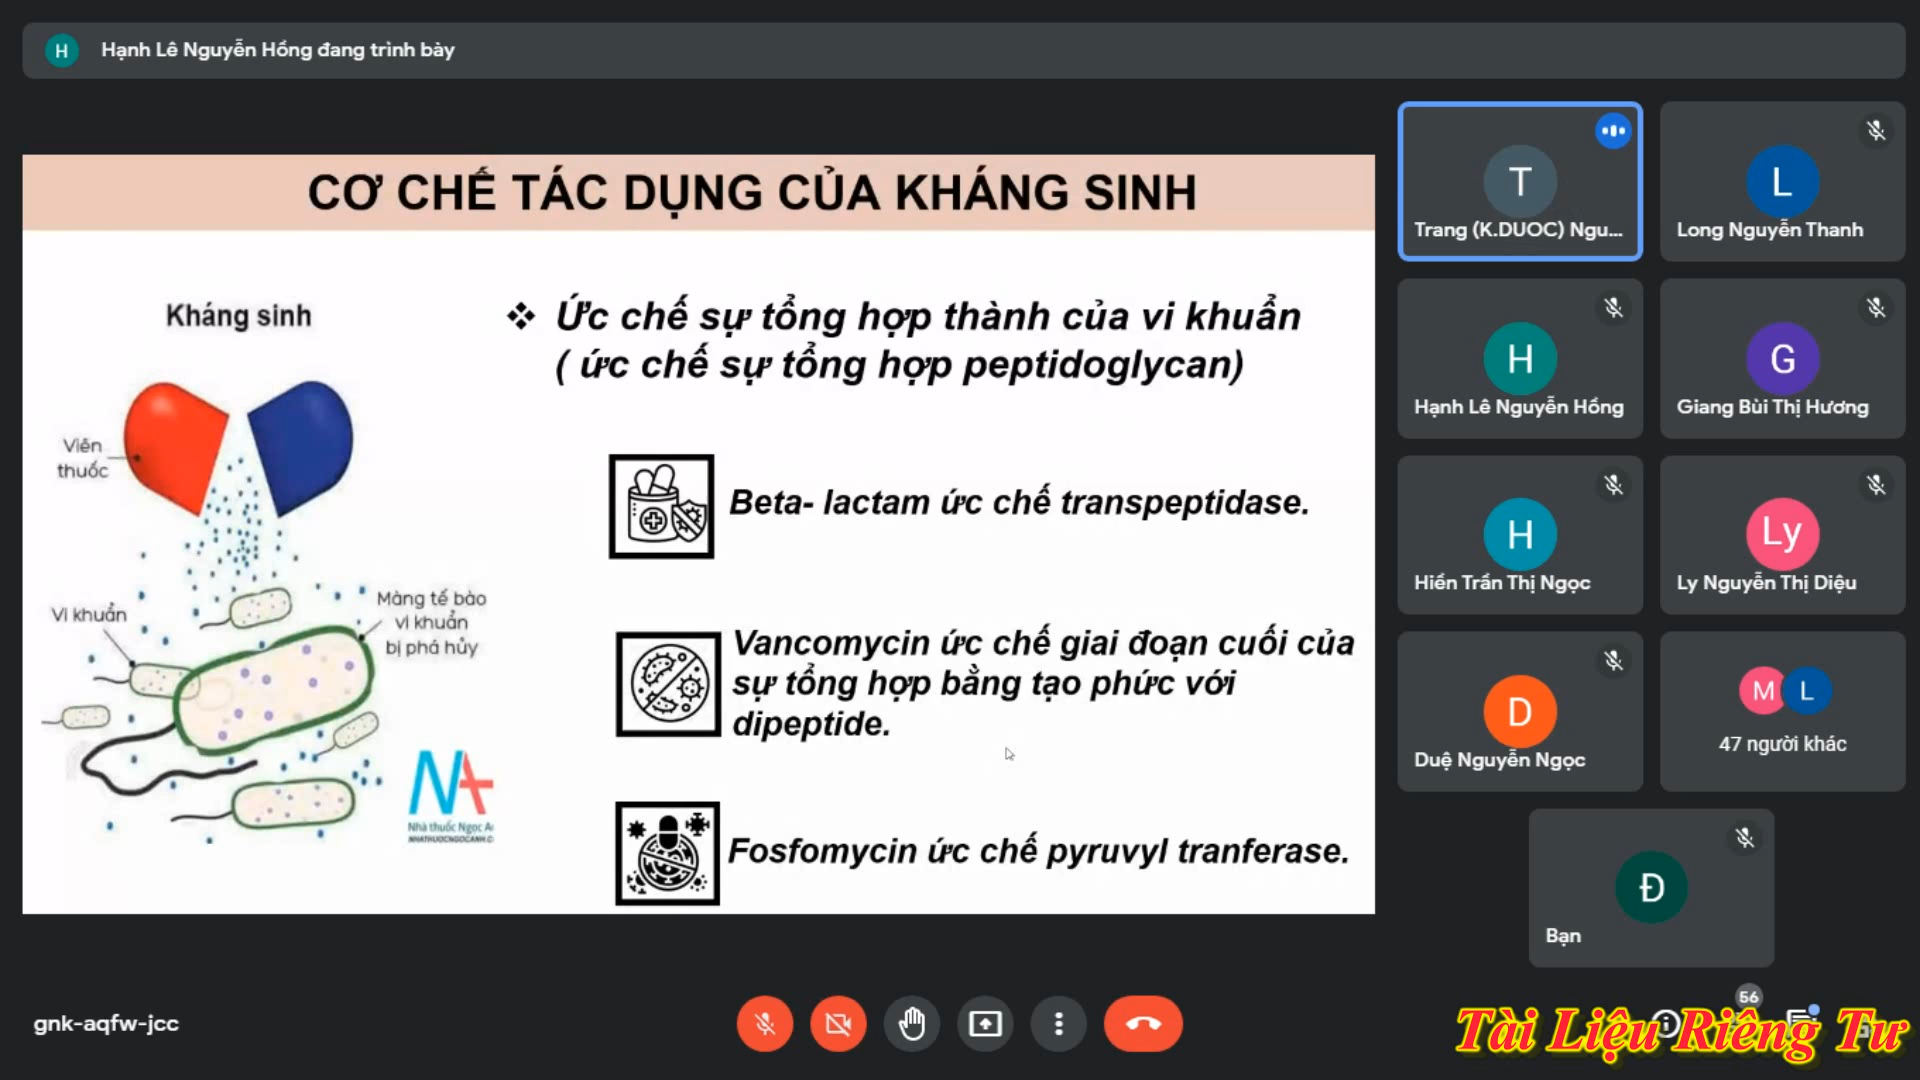 H
Hạnh Lê Nguyễn Hồng đang trình bày
CƠ CHẾ TÁC DỤNG CỦA KHÁNG SINH
Kháng sinh
Viên
thuốc
Vi khuẩn
Màng tế bào
vi khuẩn
bị phá hủy
NA
Nhà thuốc Ngọc
❖ Ức chế sự tổng hợp thành của vi khuẩn
( ức chế sự tổng hợp peptidoglycan)
Beta- lactam ức chế transpeptidase.
Vancomycin ức chế giai đoạn cuối của
sự tổng hợp bằng tạo phức với
dipeptide.
Fosfomycin ức chế pyruvyl tranferase.
T
Trang (K.DUOC) Ngu...
L
Long Nguyễn Thanh
H
Hạnh Lê Nguyễn Hồng
G
Giang Bùi Thị Hương
H
Hiền Trần Thị Ngọc
Ly
Ly Nguyễn Thị Diệu
D
Duệ Nguyễn Ngọc
M L
47 người khác
Đ
Bạn
gnk-aqfw-jcc
56
Tài Liệu Riêng Tư